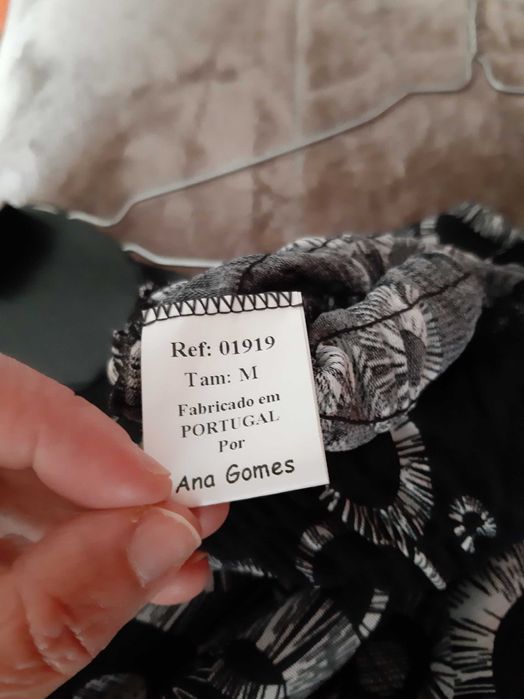 Ref: 01919
Tam: M
Fabricado em
PORTUGAL
Por
Ana Gomes